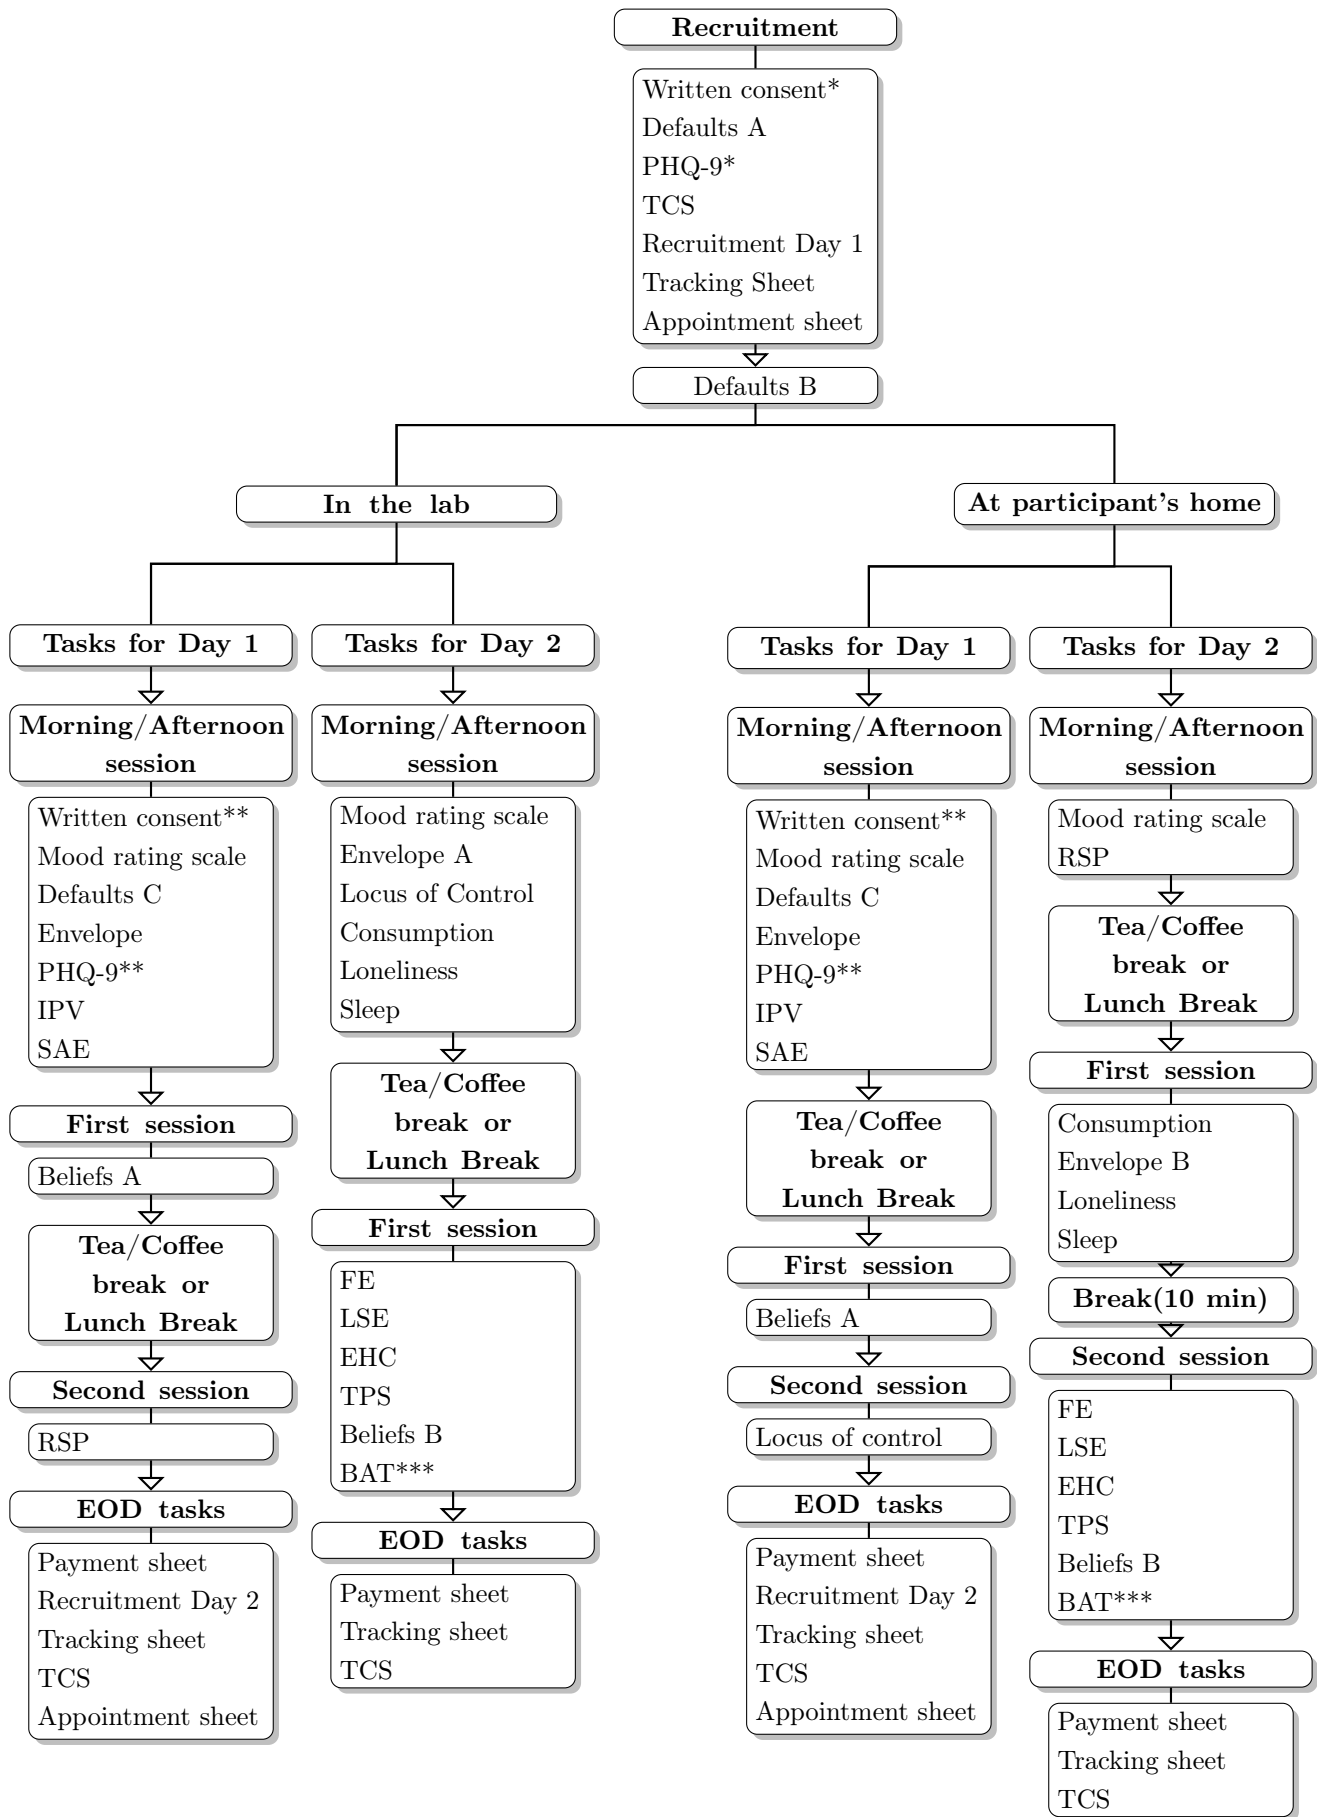 Recruitment
Written consent*
Defaults A
PHQ-9*
TCS
Recruitment Day 1
Tracking Sheet
Appointment sheet
Defaults B
In the lab
Tasks for Day 1
Morning/Afternoon
session
Written consent**
Mood rating scale
Defaults C
Envelope
PHQ-9**
IPV
SAE
First session
Beliefs A
Tea/Coffee
break or
Lunch Break
Second session
RSP
EOD tasks
Payment sheet
Recruitment Day 2
Tracking sheet
TCS
Appointment sheet
Tasks for Day 2
Morning/Afternoon
session
Mood rating scale
Envelope A
Locus of Control
Consumption
Loneliness
Sleep
Tea/Coffee
break or
Lunch Break
First session
FE
LSE
EHC
TPS
Beliefs B
BAT***
EOD tasks
Payment sheet
Tracking sheet
TCS
At participant's home
Tasks for Day 1
Morning/Afternoon
session
Written consent**
Mood rating scale
Defaults C
Envelope
PHQ-9**
IPV
SAE
Tea/Coffee
break or
Lunch Break
First session
Beliefs A
Second session
Locus of control
EOD tasks
Payment sheet
Recruitment Day 2
Tracking sheet
TCS
Appointment sheet
Tasks for Day 2
Morning/Afternoon
session
Mood rating scale
RSP
Tea/Coffee
break or
Lunch Break
First session
Consumption
Envelope B
Loneliness
Sleep
Break(10 min)
Second session
FE
LSE
EHC
TPS
Beliefs B
BAT***
EOD tasks
Payment sheet
Tracking sheet
TCS